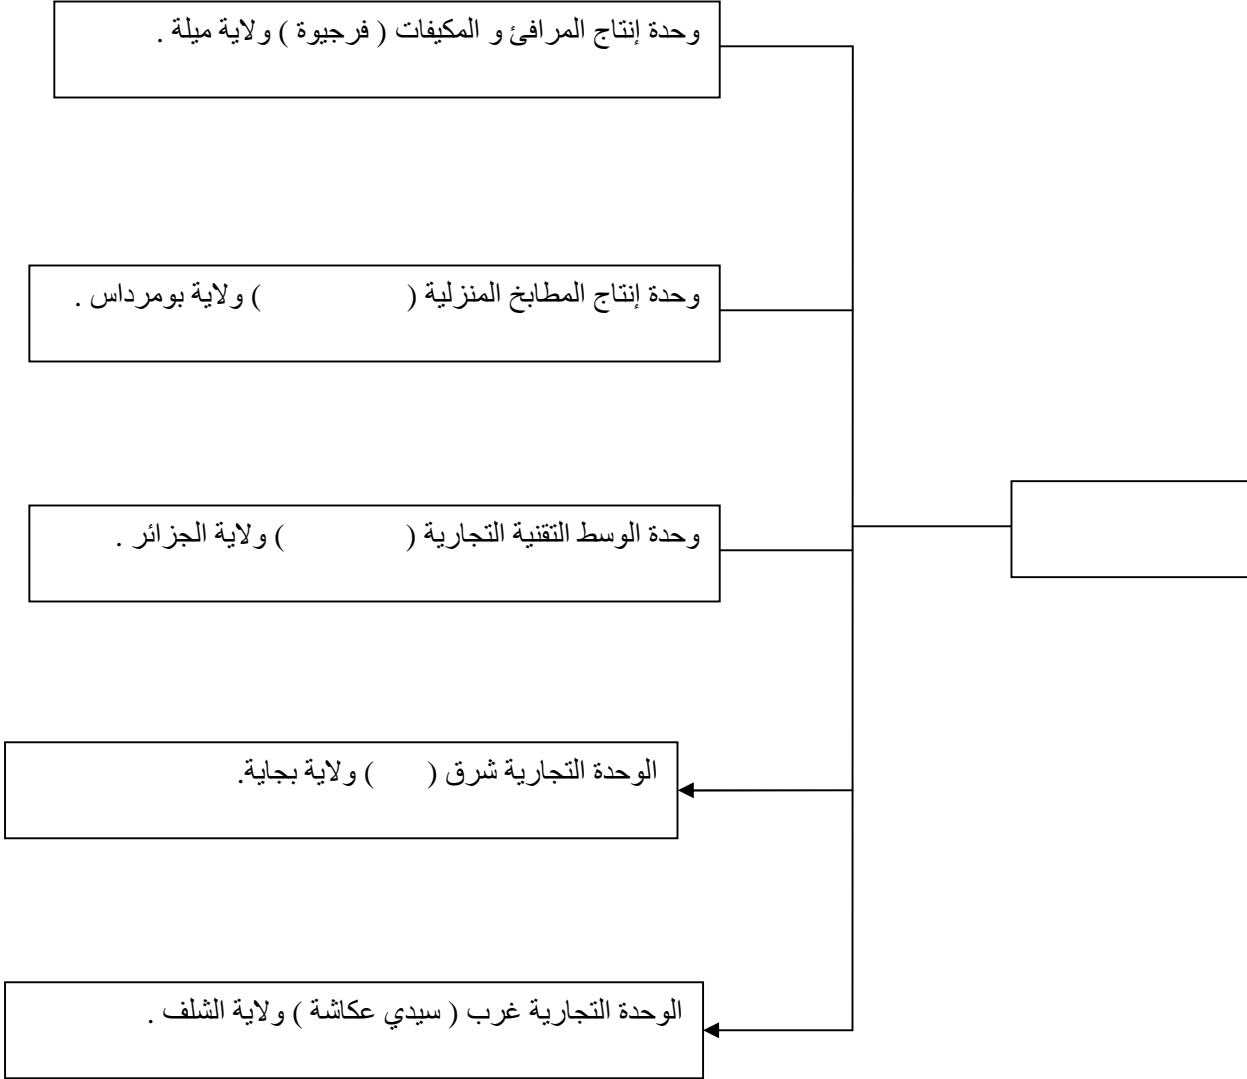 وحدة إنتاج المرافئ و المكيفات ( فرجيوة ) ولاية ميلة .
وحدة إنتاج المطابخ المنزلية ( ) ولاية بومرداس .
وحدة الوسط التقنية التجارية ( ) ولاية الجزائر .
الوحدة التجارية شرق ( ) ولاية بجاية.
الوحدة التجارية غرب ( سيدي عكاشة ) ولاية الشلف .